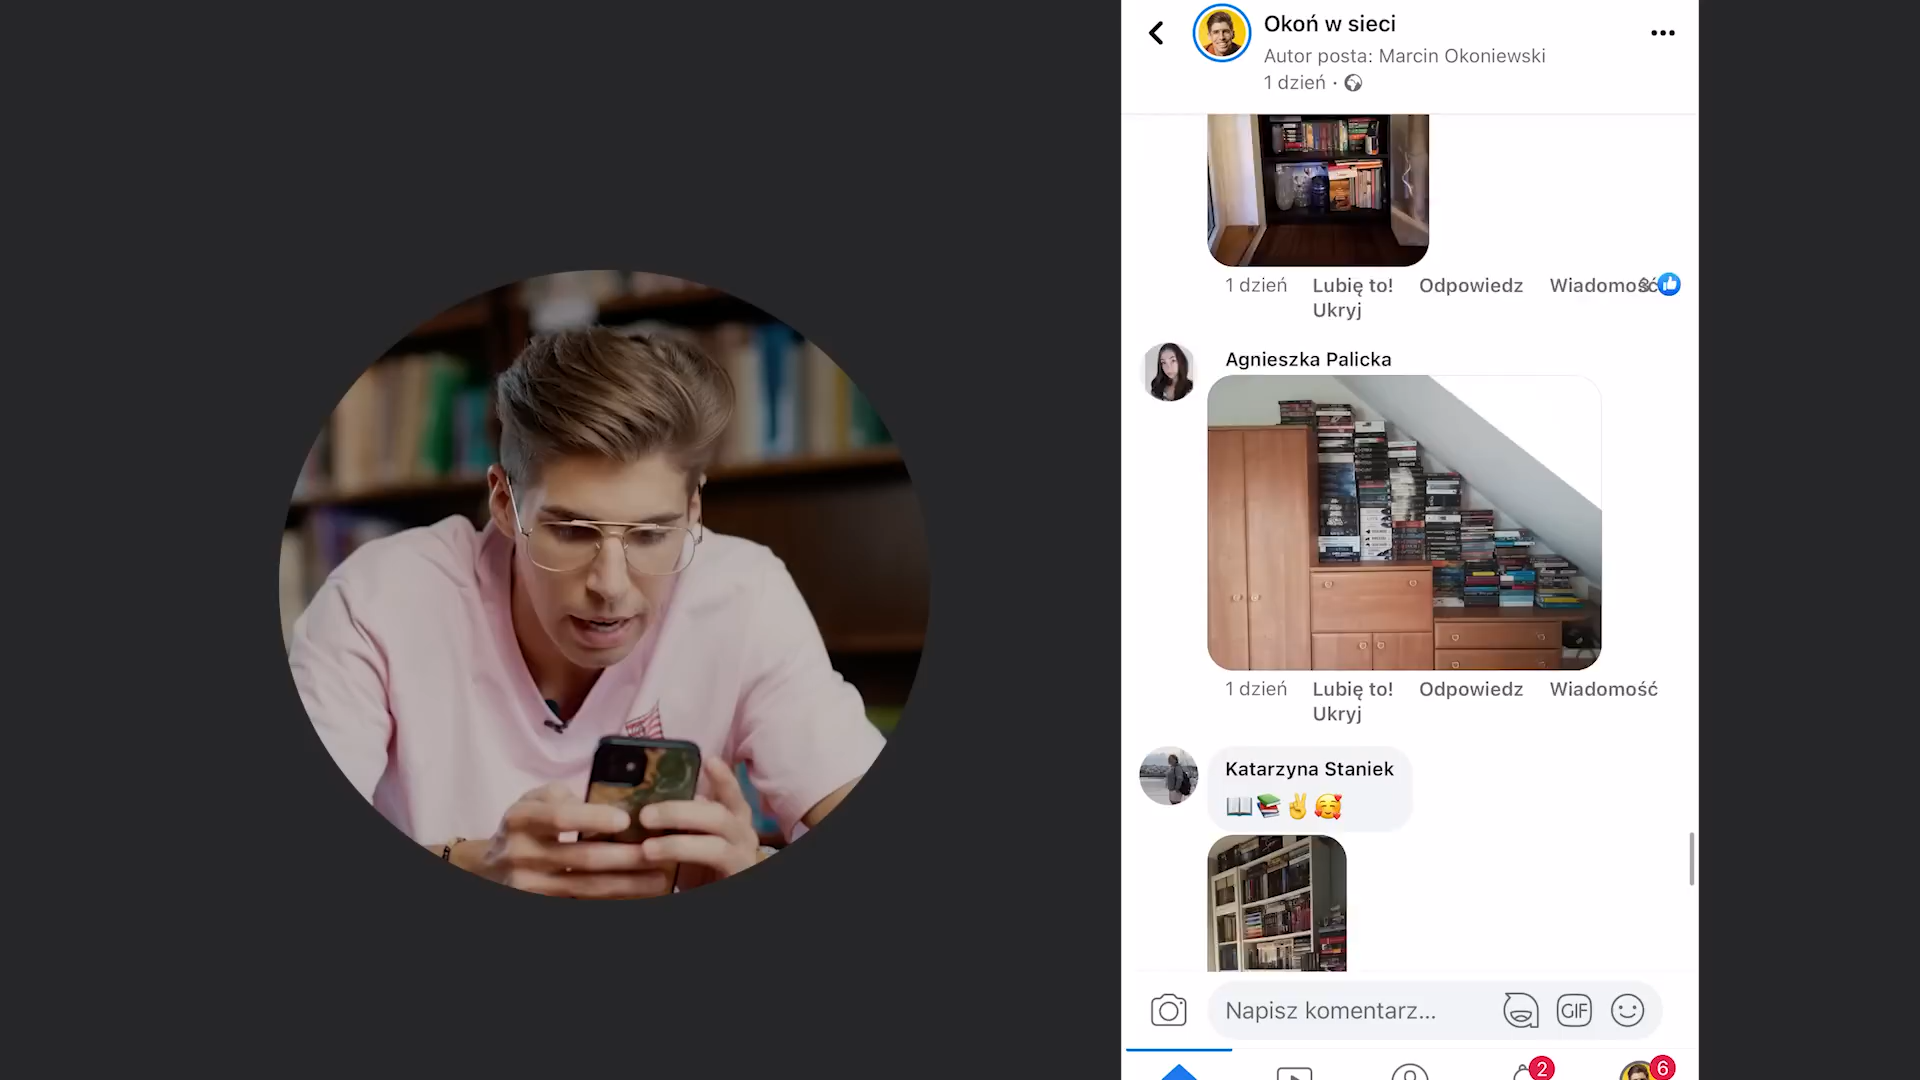 Okoń w sieci
Autor posta: Marcin Okoniewski
1 dzień ·
1 dzień Lubię to! Odpowiedz Wiadomość 3
Ukryj
Agnieszka Palicka
1 dzień Lubię to! Odpowiedz Wiadomość
Ukryj
Katarzyna Staniek
📖📚✌️🥰
Napisz komentarz... GIF
2 6